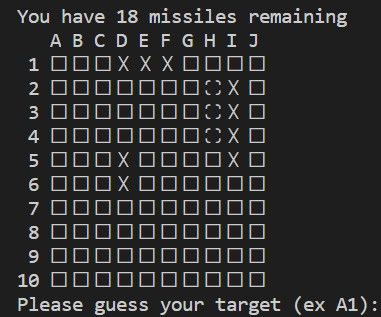 You have 18 missiles remaining
A B C D E F G H I J
1 □ □ □ X X X □ □ □ □
2 □ □ □ □ □ □ □ ⛶ X □
3 □ □ □ □ □ □ □ ⛶ X □
4 □ □ □ □ □ □ □ ⛶ X □
5 □ □ □ X □ □ □ □ X □
6 □ □ □ X □ □ □ □ □ □
7 □ □ □ □ □ □ □ □ □ □
8 □ □ □ □ □ □ □ □ □ □
9 □ □ □ □ □ □ □ □ □ □
10 □ □ □ □ □ □ □ □ □ □
Please guess your target (ex A1):